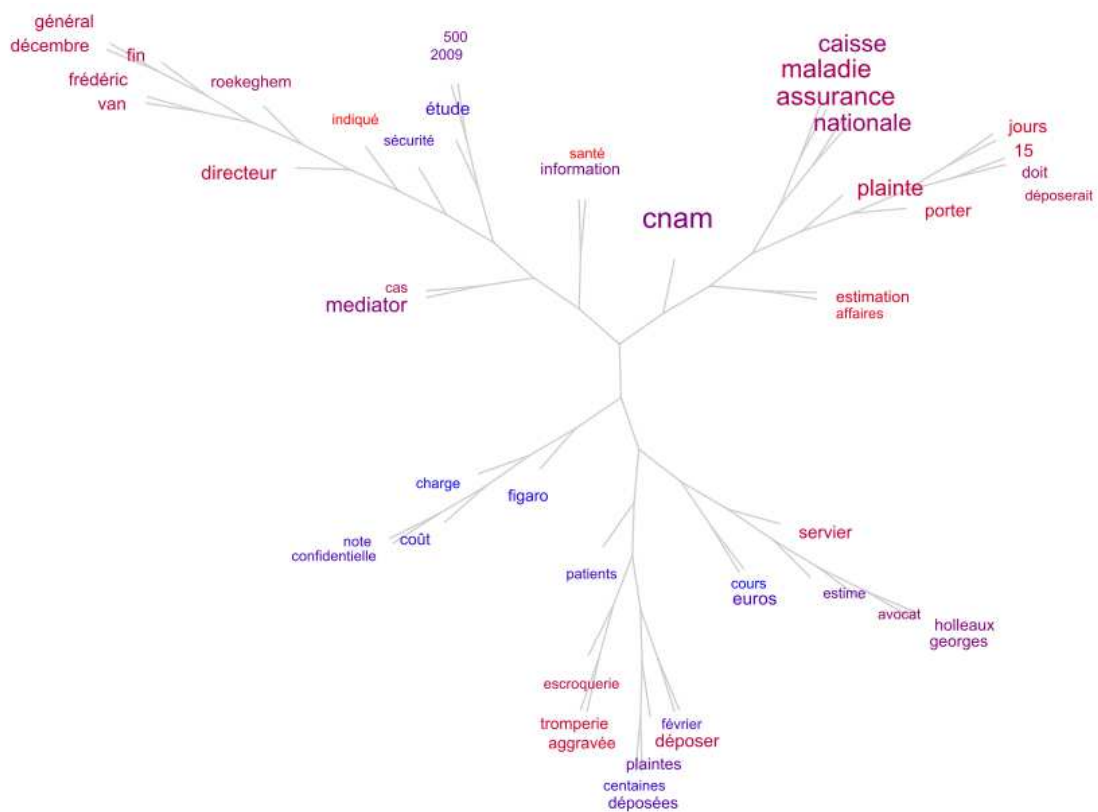 général
décembre
fin
frédéric
van
roekeghem
directeur
indiqué
sécurité
500
2009
étude
santé
information
cnam
caisse
maladie
assurance
nationale
jours
15
doit
déposerait
plainte
porter
estimation
affaires
cas
mediator
charge
figaro
note
confidentielle
coût
patients
cours
euros
servier
estime
avocat
holleaux
georges
escroquerie
tromperie
aggravée
février
déposer
plaintes
centaines
déposées